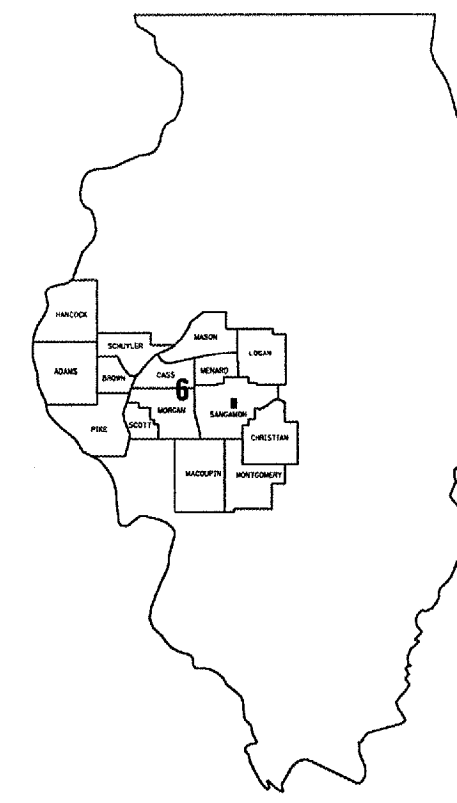 HANCOCK
SCHUYLER
MASON
LOGAN
ADAMS
BROWN
CASS
MENARD
6
PIKE
SCOTT
MORGAN
SANGAMON
CHRISTIAN
MACOUPIN
MONTGOMERY